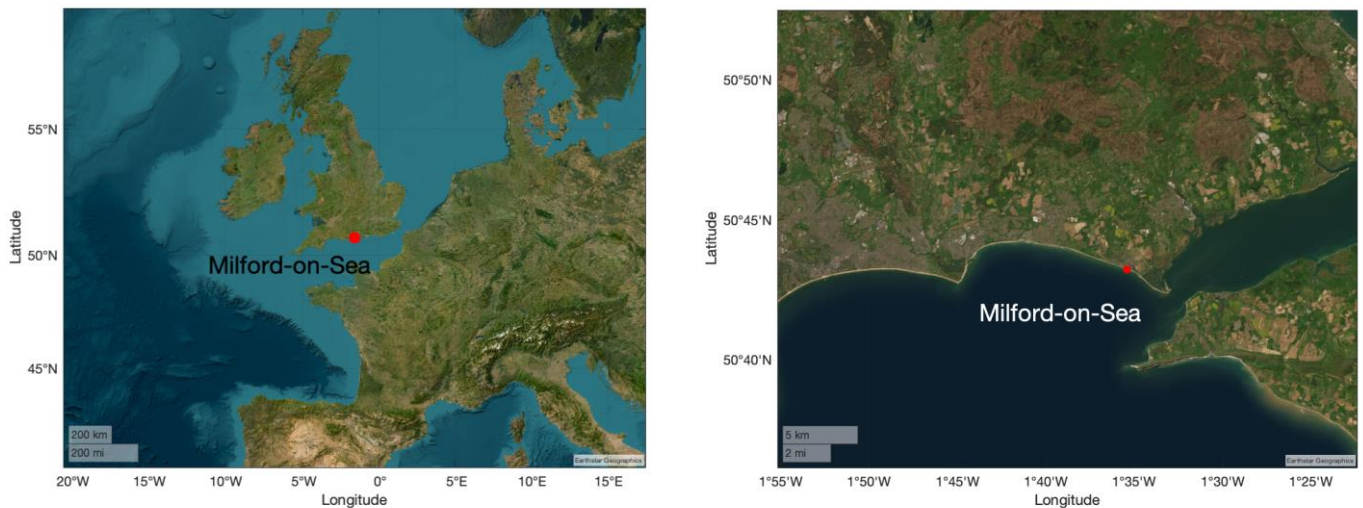 55°N
50°N
45°N
Latitude
Milford-on-Sea
200 km
200 mi
Earthstar Geographics
20°W
15°W
10°W
5°W
0°
5°E
10°E
15°E
Longitude
50°50'N
50°45'N
50°40'N
Latitude
Milford-on-Sea
5 km
2 mi
Earthstar Geographics
1°55'W
1°50'W
1°45'W
1°40'W
1°35'W
1°30'W
1°25'W
Longitude